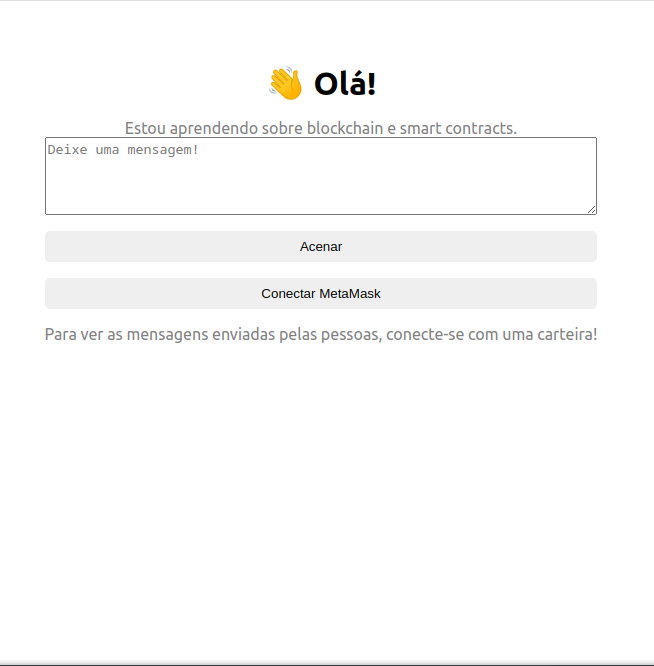 👋 Olá!
Estou aprendendo sobre blockchain e smart contracts.
Deixe uma mensagem!
Acenar
Conectar MetaMask
Para ver as mensagens enviadas pelas pessoas, conecte-se com uma carteira!